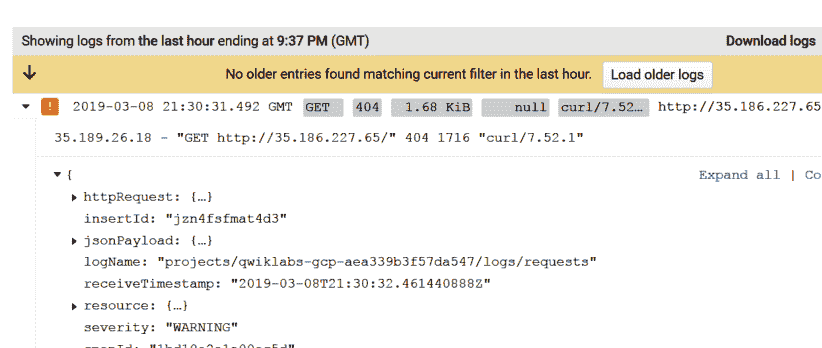 Showing logs from the last hour ending at 9:37 PM (GMT) Download logs
No older entries found matching current filter in the last hour. Load older logs
! 2019-03-08 21:30:31.492 GMT GET 404 1.68 KiB null curl/7.52… http://35.186.227.65
35.189.26.18 - "GET http://35.186.227.65/" 404 1716 "curl/7.52.1"
{ Expand all | Co
httpRequest: {…}
insertId: "jzn4fsfmat4d3"
jsonPayload: {…}
logName: "projects/qwiklabs-gcp-aea339b3f57da547/logs/requests"
receiveTimestamp: "2019-03-08T21:30:32.461440888Z"
resource: {…}
severity: "WARNING"